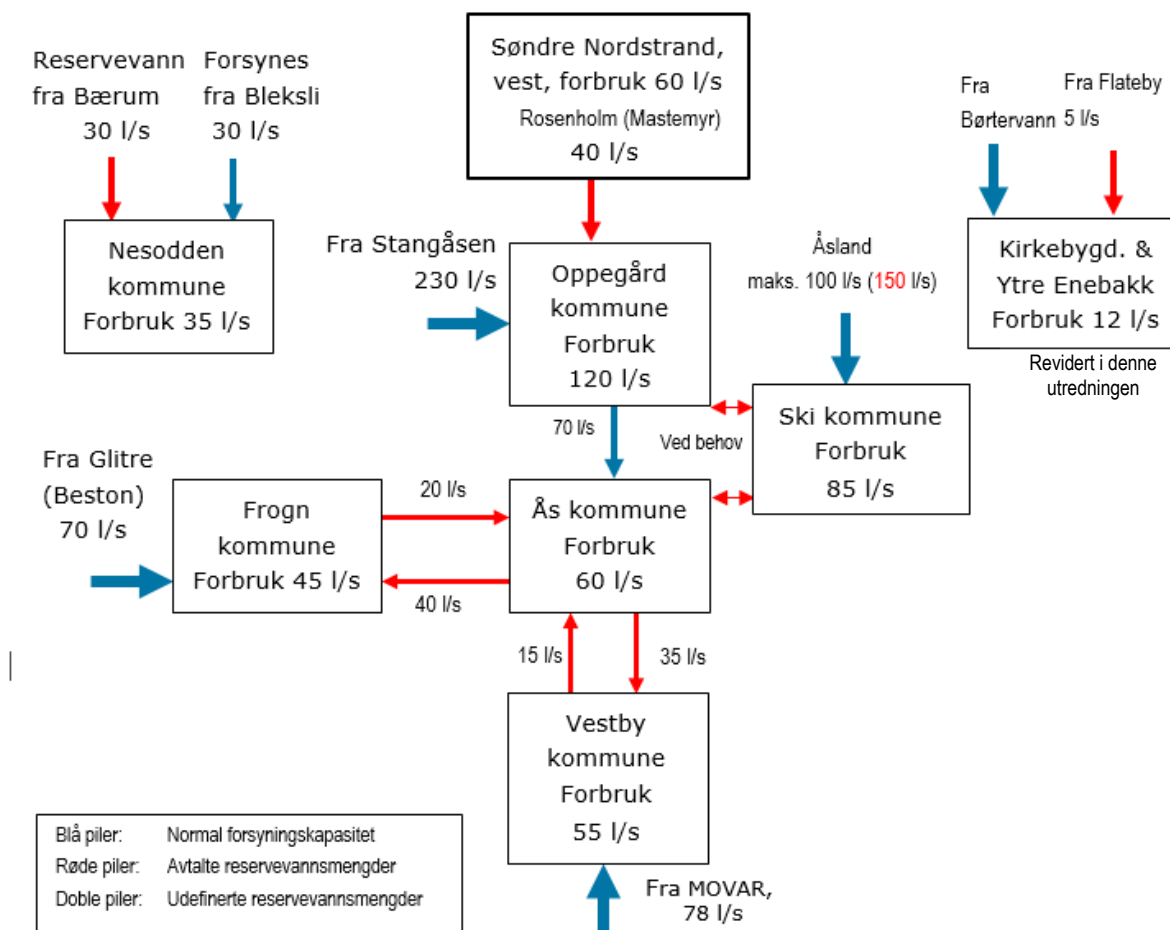 Reservevann
fra Bærum
30 l/s
Forsynes
fra Bleksli
30 l/s
Søndre Nordstrand,
vest, forbruk 60 l/s
Rosenholm (Mastemyr)
40 l/s
Fra
Børtervann
Fra Flateby
5 l/s
Nesodden
kommune
Forbruk 35 l/s
Fra Stangåsen
230 l/s
Oppegård
kommune
Forbruk
120 l/s
Åsland
maks. 100 l/s (150 l/s)
Kirkebygd. &
Ytre Enebakk
Forbruk 12 l/s
Revidert i denne
utredningen
70 l/s
Ved behov
Ski kommune
Forbruk
85 l/s
Fra Glitre
(Beston)
70 l/s
Frogn
kommune
Forbruk 45 l/s
20 l/s
40 l/s
Ås kommune
Forbruk
60 l/s
15 l/s
35 l/s
Vestby
kommune
Forbruk
55 l/s
Fra MOVAR,
78 l/s
Blå piler: Normal forsyningskapasitet
Røde piler: Avtalte reservevannsmengder
Doble piler: Udefinerte reservevannsmengder